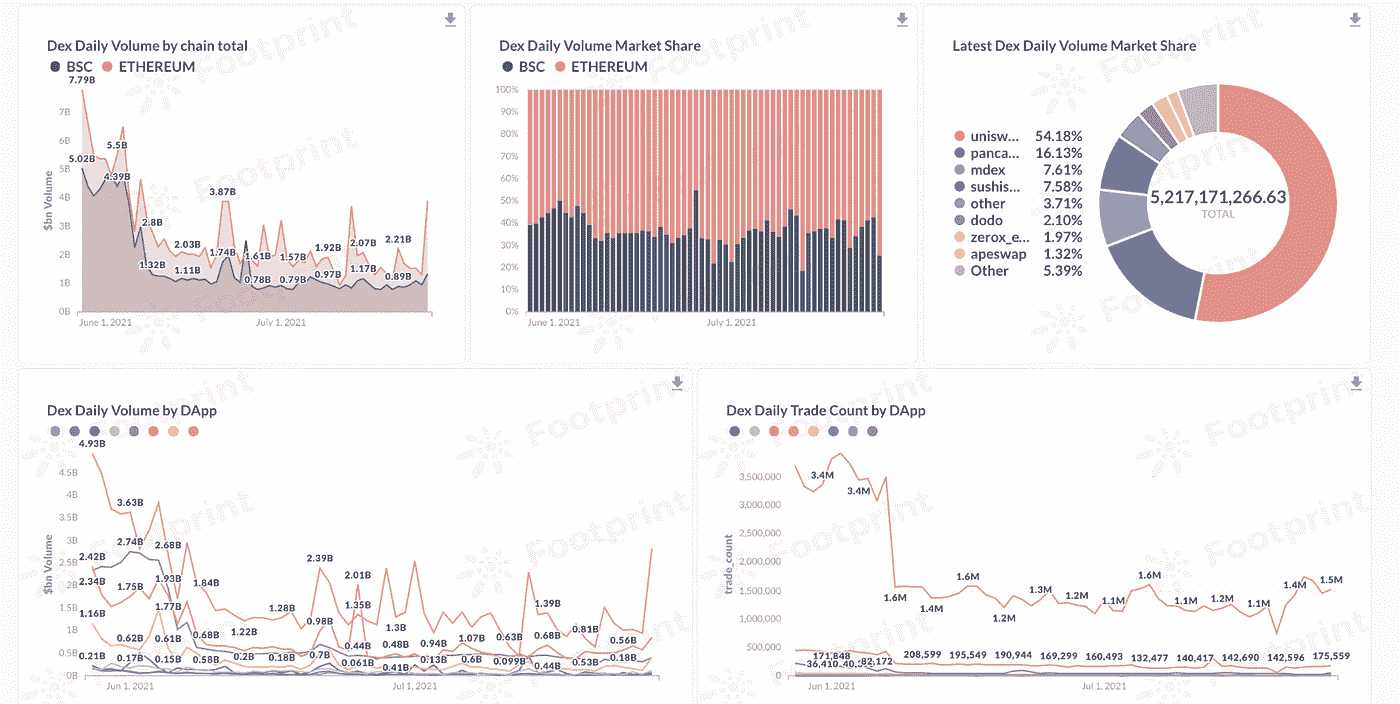 Dex Daily Volume by chain total
BSC ETHEREUM
7.79B
7B
6B
5B
4B
3B
2B
1B
0B
$bn Volume
5.02B
5.5B
4.39B
2.8B
1.32B
2.03B
1.11B
3.87B
1.74B
1.61B
0.78B
1.57B
0.79B
1.92B
0.97B
2.07B
1.17B
2.21B
0.89B
June 1, 2021 July 1, 2021
Footprint
Dex Daily Volume Market Share
BSC ETHEREUM
100%
90%
80%
70%
60%
50%
40%
30%
20%
10%
0%
June 1, 2021 July 1, 2021
Footprint
Latest Dex Daily Volume Market Share
unisw... 54.18%
panca... 16.13%
mdex 7.61%
sushis... 7.58%
other 3.71%
dodo 2.10%
zerox_e... 1.97%
apeswap 1.32%
Other 5.39%
5,217,171,266.63
TOTAL
Footprint
Dex Daily Volume by DApp
4.93B
4.5B
4B
3.5B
3B
2.5B
2B
1.5B
1B
0.5B
0B
$bn Volume
3.63B
2.74B
2.68B
2.42B
2.34B
1.75B
1.93B
1.84B
1.16B
1.77B
0.62B
0.61B
0.68B
1.22B
1.28B
0.21B
0.17B
0.15B
0.58B
0.2B
0.18B
2.39B
2.01B
1.35B
0.98B
1.3B
0.44B
0.48B
0.94B
1.07B
0.63B
1.39B
0.68B
0.81B
0.56B
0.7B
0.061B
0.41B
0.13B
0.6B
0.099B
0.44B
0.53B
0.18B
Jun 1, 2021 Jul 1, 2021
Footprint
Dex Daily Trade Count by DApp
3,500,000
3,000,000
2,500,000
2,000,000
1,500,000
1,000,000
500,000
0
trade_count
3.4M
3.4M
1.6M
1.4M
1.6M
1.2M
1.3M
1.2M
1.1M
1.6M
1.1M
1.2M
1.1M
1.4M
1.5M
171,848
36,410
82,172
208,599
195,549
190,944
169,299
160,493
132,477
140,417
142,690
142,596
175,559
Jun 1, 2021 Jul 1, 2021
Footprint